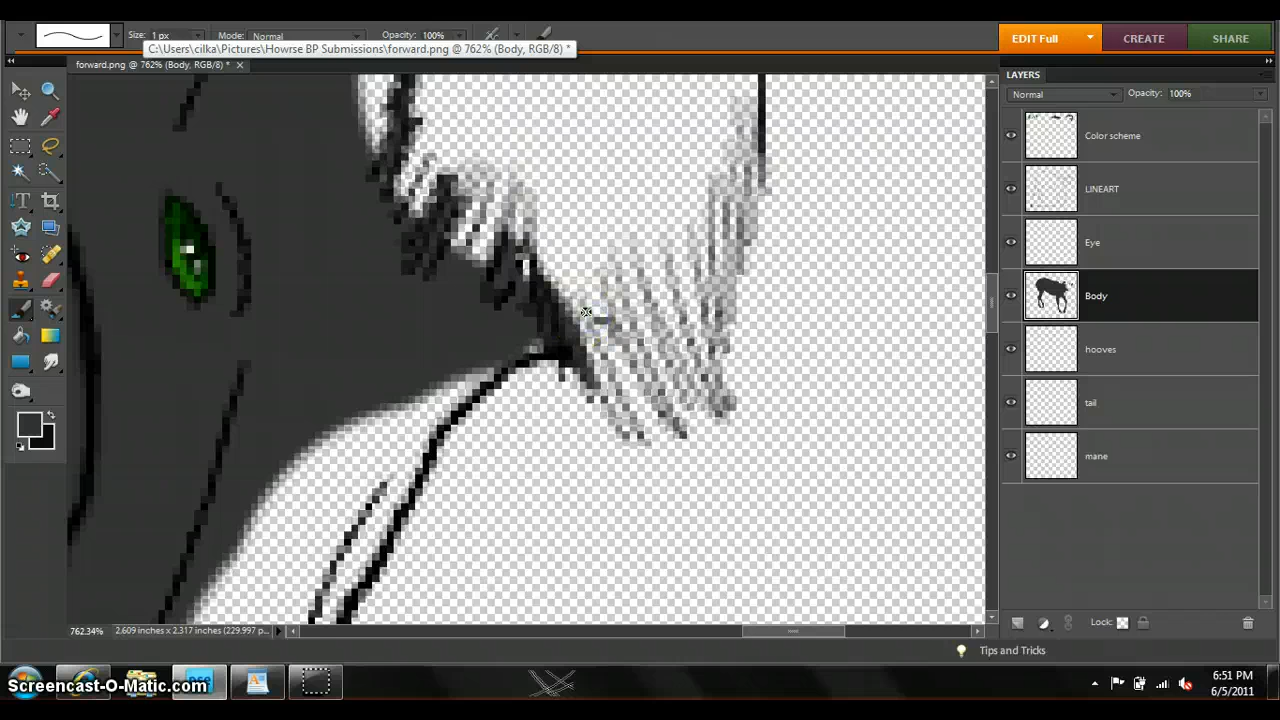 Size: 1 px
Mode: Normal
Opacity: 100%
EDIT Full
CREATE
SHARE
C:\Users\cilka\Pictures\Howrse BP Submissions\forward.png @ 762% (Body, RGB/8) *
forward.png @ 762% (Body, RGB/8) *
LAYERS
Normal
Opacity: 100%
Color scheme
LINEART
Eye
Body
hooves
tail
mane
Lock:
762.34%
2.609 inches x 2.317 inches (229.997 p...
Tips and Tricks
Screencast-O-Matic.com
6:51 PM
6/5/2011